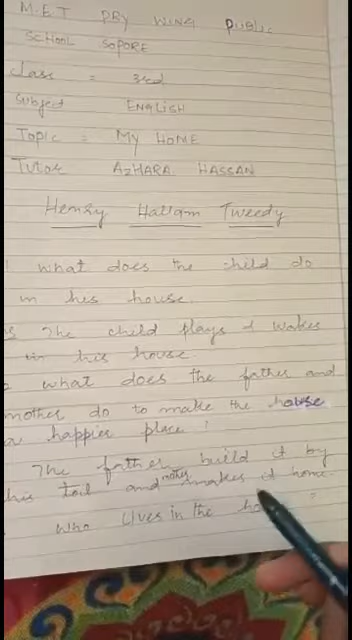 M.E.T DRY WING Public
SCHOOL SOPORE
Class = 3rd
Subject ENGLISH
Topic = My HOME
Tutor AZHARA HASSAN
Henry Hallam Tweedy
what does the child do
in his house
The child plays & wakes
in his house
what does the father and
mother do to make the house
a happier place ?
The father build it by
his toil and mother makes it home
who lives in the